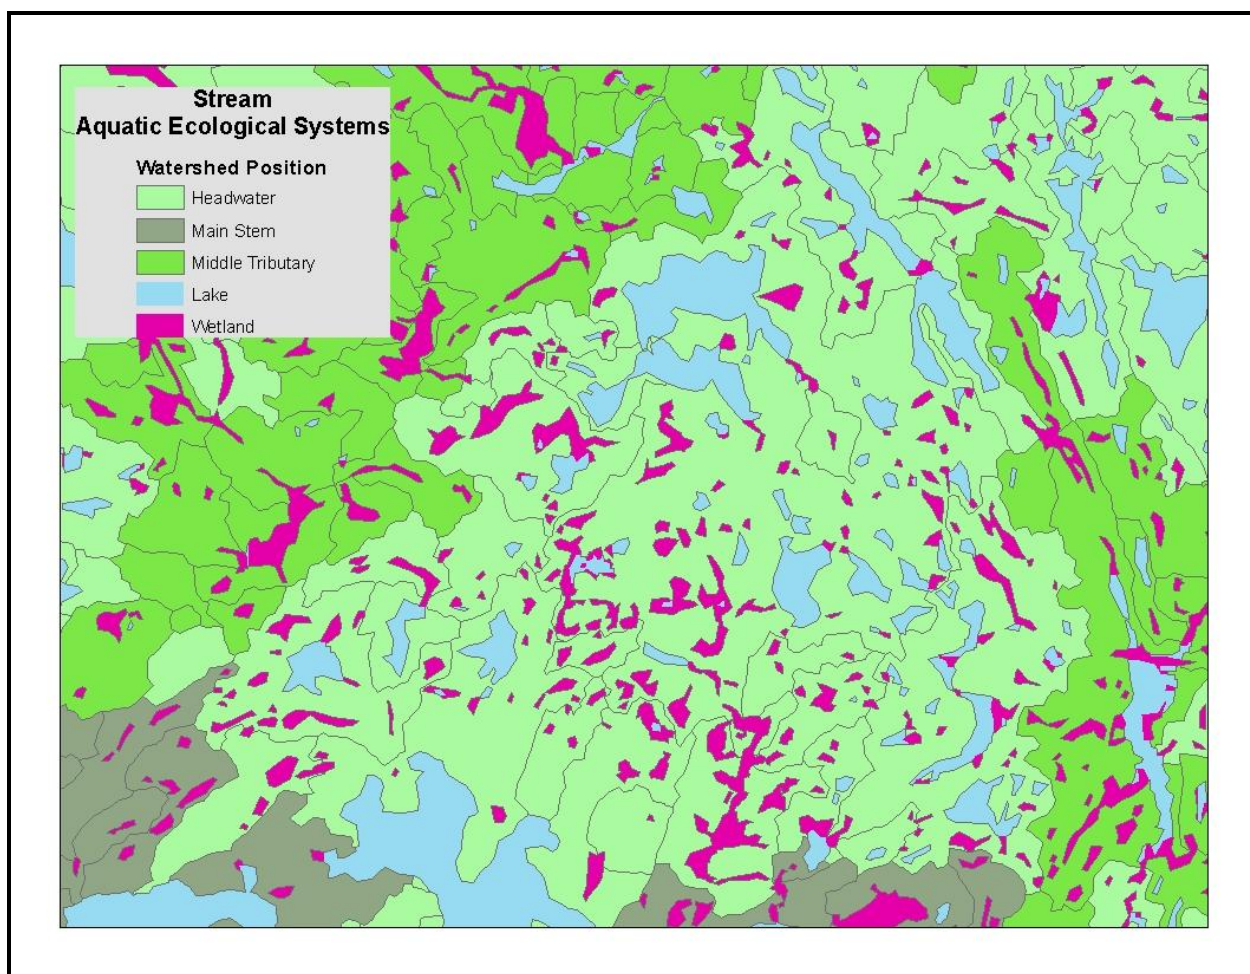 Stream
Aquatic Ecological Systems
Watershed Position
Headwater
Main Stem
Middle Tributary
Lake
Wetland